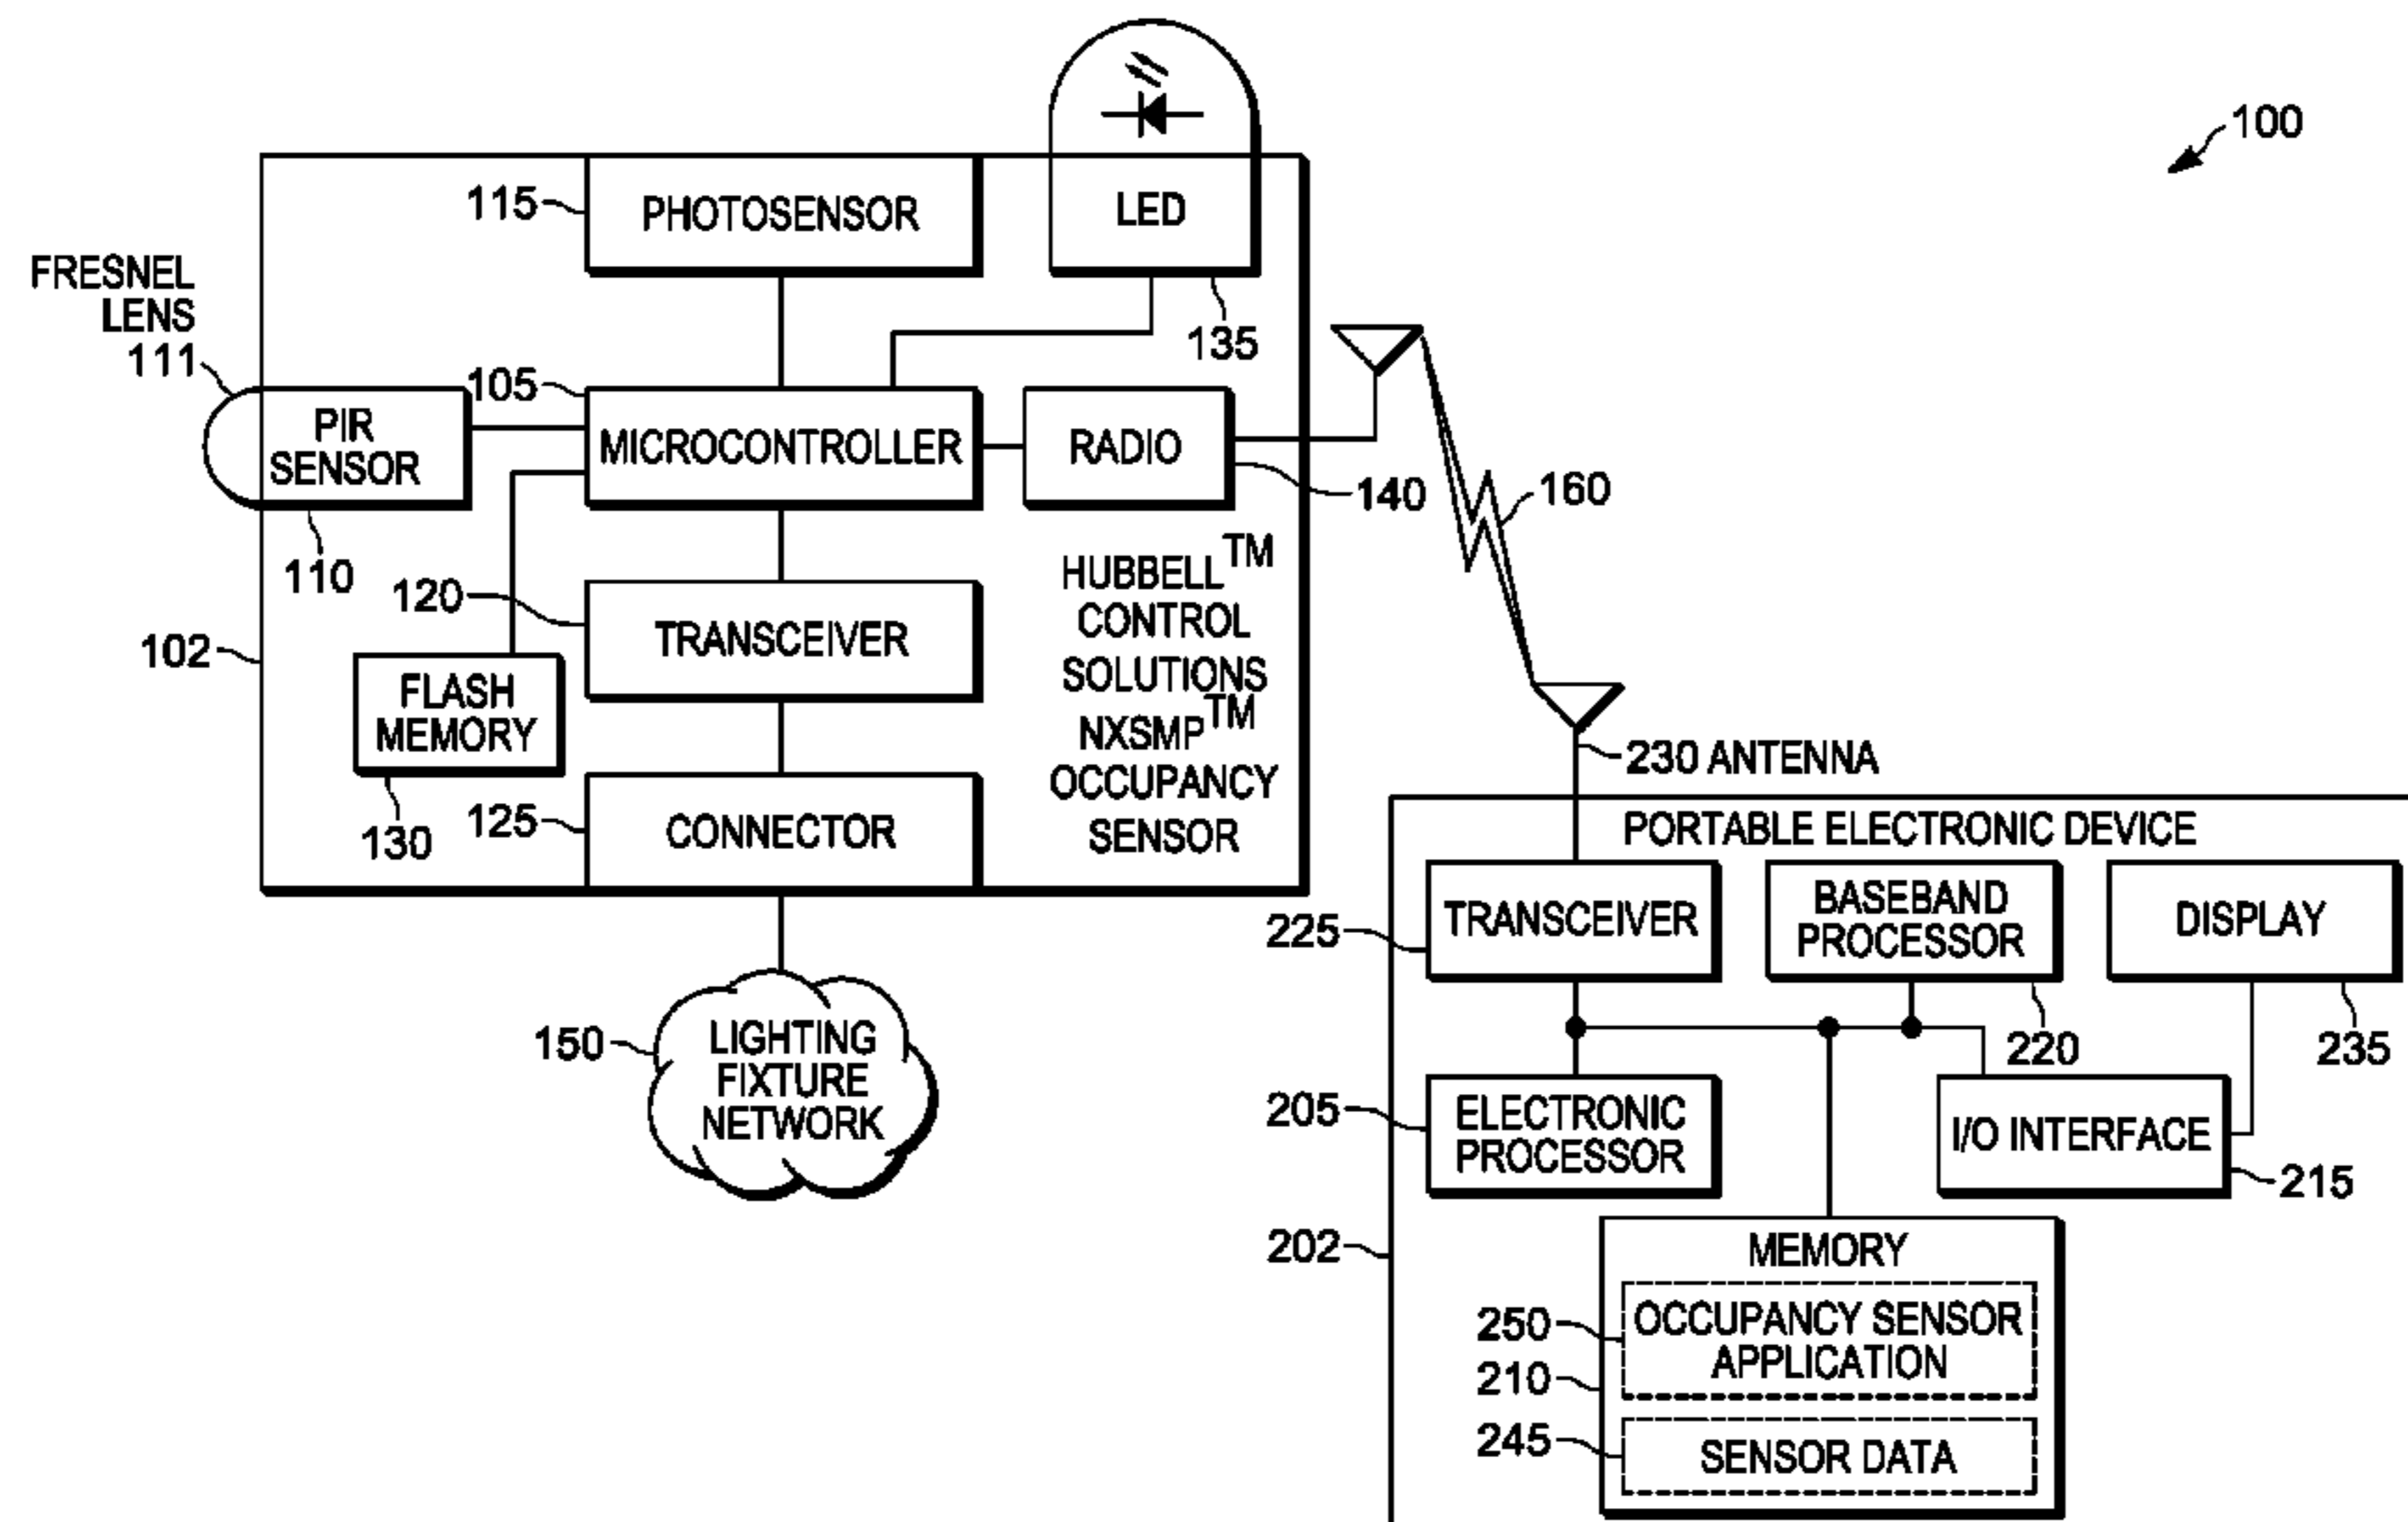 100
115
PHOTOSENSOR
LED
135
FRESNEL
LENS
111
PIR
SENSOR
110
105
MICROCONTROLLER
RADIO
140
160
102
120
TRANSCEIVER
FLASH
MEMORY
130
125
CONNECTOR
HUBBELL™
CONTROL
SOLUTIONS
NXSMP™
OCCUPANCY
SENSOR
150
LIGHTING
FIXTURE
NETWORK
230 ANTENNA
PORTABLE ELECTRONIC DEVICE
225
TRANSCEIVER
BASEBAND
PROCESSOR
220
DISPLAY
235
205
ELECTRONIC
PROCESSOR
I/O INTERFACE
215
202
MEMORY
250
OCCUPANCY SENSOR
APPLICATION
210
245
SENSOR DATA